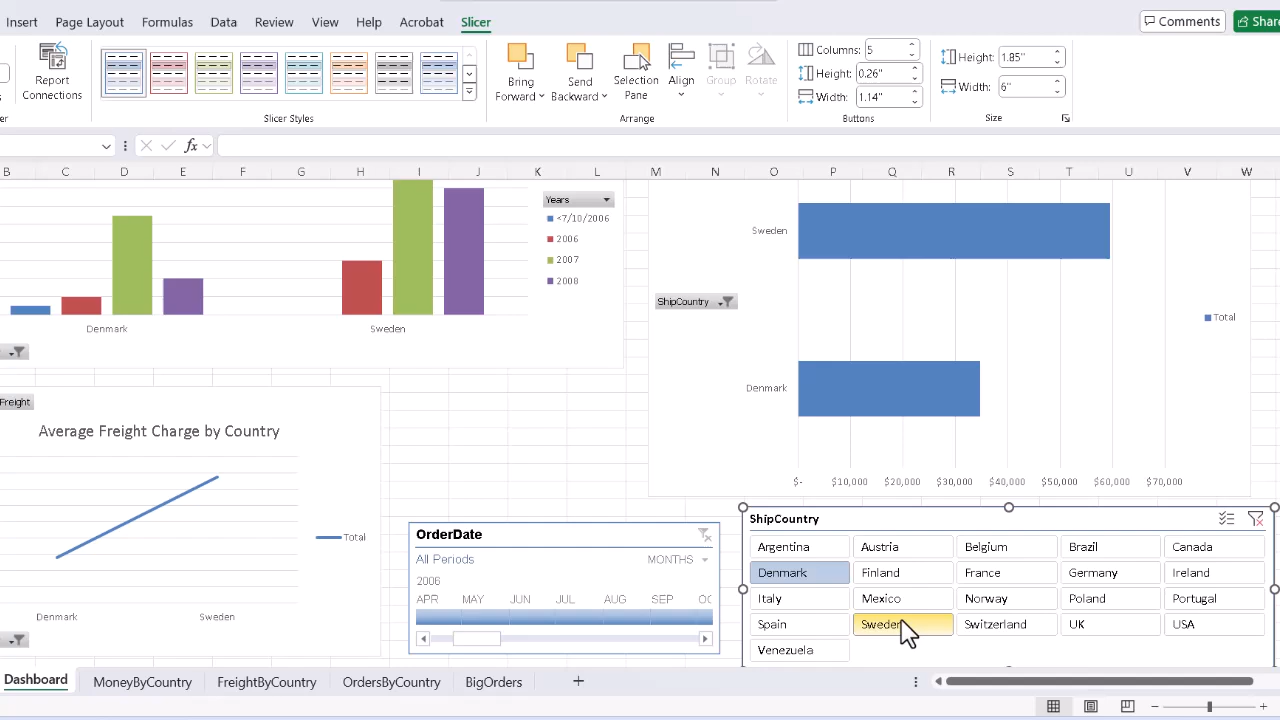 Insert Page Layout Formulas Data Review View Help Acrobat Slicer Comments Share
Report Connections
Bring Forward
Send Backward
Selection Pane
Align
Group
Rotate
Columns: 5
Height: 0.26"
Width: 1.14"
Height: 1.85"
Width: 6"
Slicer Styles
Arrange
Buttons
Size
fx
B C D E F G H I J K L M N O P Q R S T U V W
Years
<7/10/2006
2006
2007
2008
Denmark
Sweden
Sweden
ShipCountry
Total
Denmark
$- $10,000 $20,000 $30,000 $40,000 $50,000 $60,000 $70,000
Freight
Average Freight Charge by Country
Total
Denmark Sweden
OrderDate
All Periods MONTHS
2006
APR MAY JUN JUL AUG SEP OC
ShipCountry
Argentina Austria Belgium Brazil Canada
Denmark Finland France Germany Ireland
Italy Mexico Norway Poland Portugal
Spain Sweden Switzerland UK USA
Venezuela
Dashboard MoneyByCountry FreightByCountry OrdersByCountry BigOrders